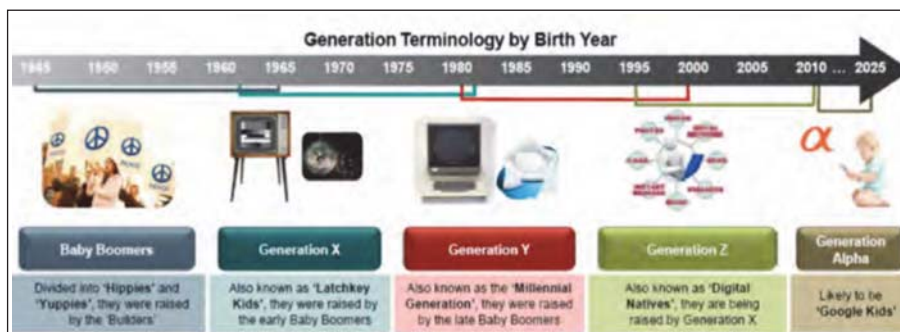 Generation Terminology by Birth Year
1945 1950 1955 1960 1965 1970 1975 1980 1985 1990 1995 2000 2005 2010 ... 2025
α
Baby Boomers
Generation X
Generation Y
Generation Z
Generation
Alpha
Divided into 'Hippies' and
'Yuppies', they were raised
by the 'Builders'
Also known as 'Latchkey
Kids', they were raised by
the early Baby Boomers
Also known as the 'Millennial
Generation', they were raised
by the late Baby Boomers
Also known as 'Digital
Natives', they are being
raised by Generation X
Likely to be
'Google Kids'